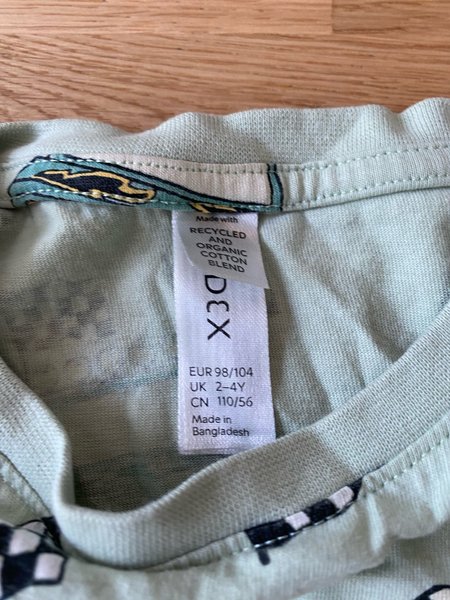 Made with
RECYCLED
AND
ORGANIC
COTTON
BLEND
EUR 98/104
UK 2–4Y
CN 110/56
Made in
Bangladesh